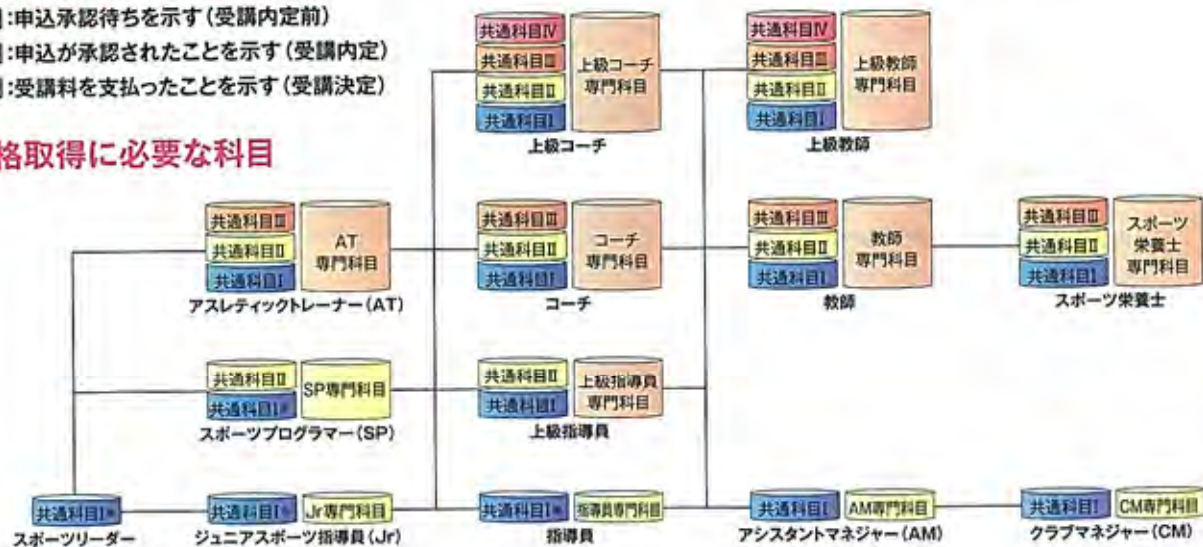 :申込承認待ちを示す(受講内定前)
:申込が承認されたことを示す(受講内定)
:受講料を支払ったことを示す(受講決定)
格取得に必要な科目
共通科目Ⅳ
共通科目Ⅲ
共通科目Ⅱ
共通科目Ⅰ
上級コーチ
専門科目
上級コーチ
共通科目Ⅳ
共通科目Ⅲ
共通科目Ⅱ
共通科目Ⅰ
上級教師
専門科目
上級教師
共通科目Ⅲ
共通科目Ⅱ
共通科目Ⅰ
AT
専門科目
アスレティックトレーナー(AT)
共通科目Ⅲ
共通科目Ⅱ
共通科目Ⅰ
コーチ
専門科目
コーチ
共通科目Ⅲ
共通科目Ⅱ
共通科目Ⅰ
教師
専門科目
教師
共通科目Ⅲ
共通科目Ⅱ
共通科目Ⅰ
スポーツ
栄養士
専門科目
スポーツ栄養士
共通科目Ⅱ
共通科目Ⅰ※
SP専門科目
スポーツプログラマー(SP)
共通科目Ⅱ
共通科目Ⅰ
上級指導員
専門科目
上級指導員
共通科目Ⅰ※
スポーツリーダー
共通科目Ⅰ※
Jr専門科目
ジュニアスポーツ指導員(Jr)
共通科目Ⅰ※
指導員専門科目
指導員
共通科目Ⅰ
AM専門科目
アシスタントマネジャー(AM)
共通科目Ⅰ
CM専門科目
クラブマネジャー(CM)